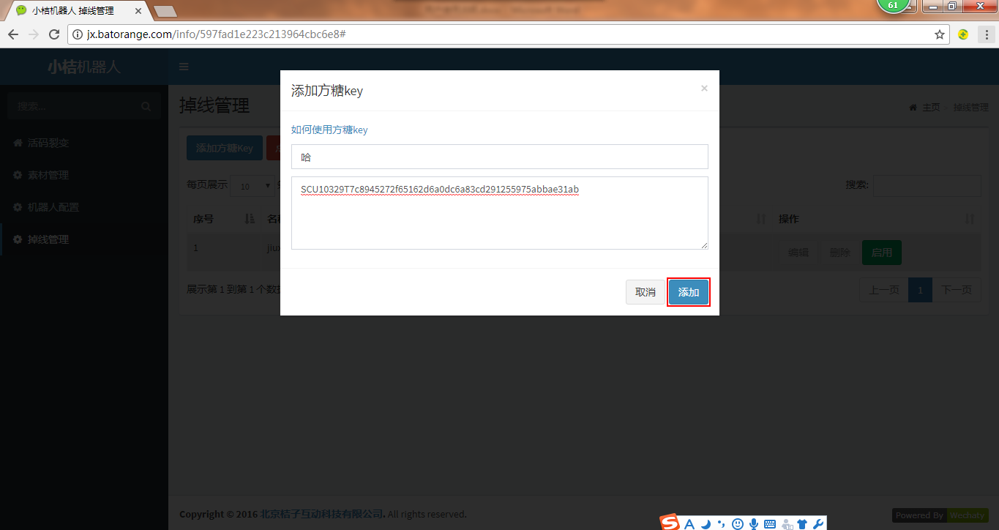 小桔机器人 掉线管理
61
jx.batorange.com/info/597fad1e223c213964cbc6e8#
小桔机器人
搜索...
活码裂变
素材管理
机器人配置
掉线管理
掉线管理
主页
掉线管理
添加方糖Key
每页展示 10
搜索:
序号
操作
1
编辑 删除 启用
展示第 1 到第 1 个数
上一页 1 下一页
添加方糖key
×
如何使用方糖key
哈
SCU10329T7c8945272f65162d6a0dc6a83cd291255975abbae31ab
取消 添加
Copyright © 2016 北京桔子互动科技有限公司. All rights reserved.
Powered By Wechaty